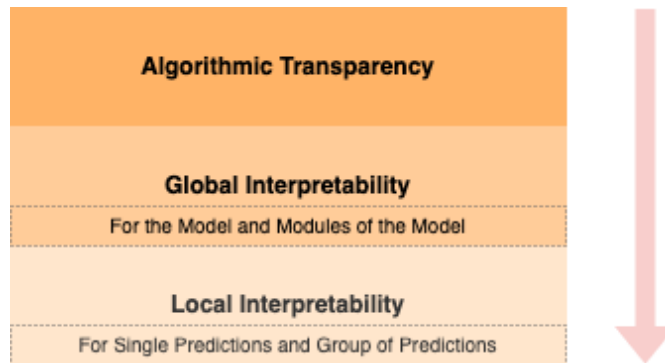 Algorithmic Transparency
Global Interpretability
For the Model and Modules of the Model
Local Interpretability
For Single Predictions and Group of Predictions